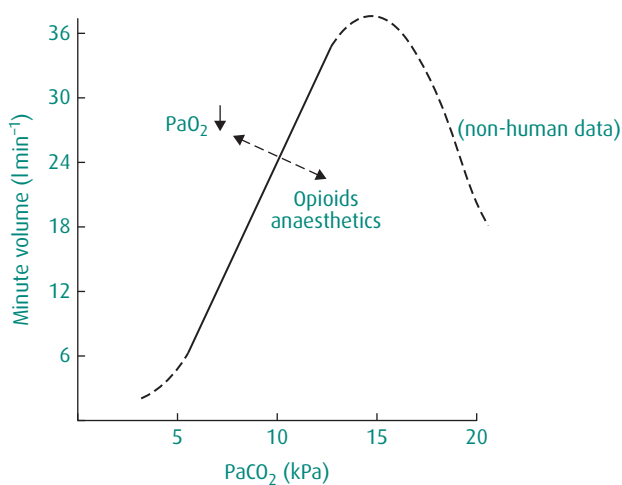 Minute volume (l min⁻¹)
36
30
24
18
12
6
PaO₂
(non-human data)
Opioids
anaesthetics
5
10
15
20
PaCO₂ (kPa)